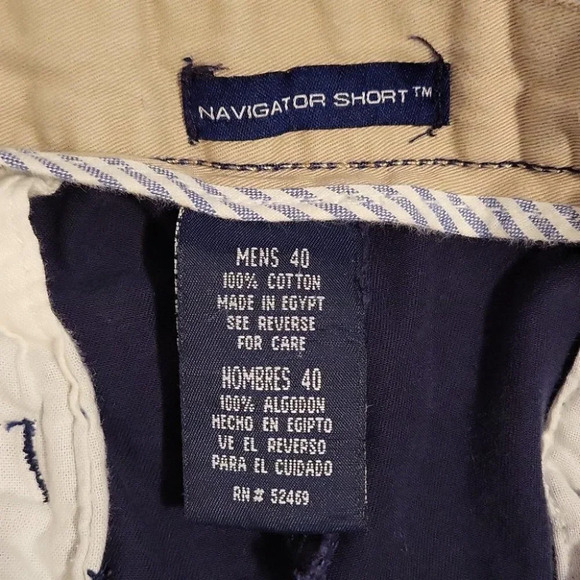 NAVIGATOR SHORT™
MENS 40
100% COTTON
MADE IN EGYPT
SEE REVERSE
FOR CARE
HOMBRES 40
100% ALGODON
HECHO EN EGIPTO
VE EL REVIRSO
PARA EL CUIDADO
RN# 52469